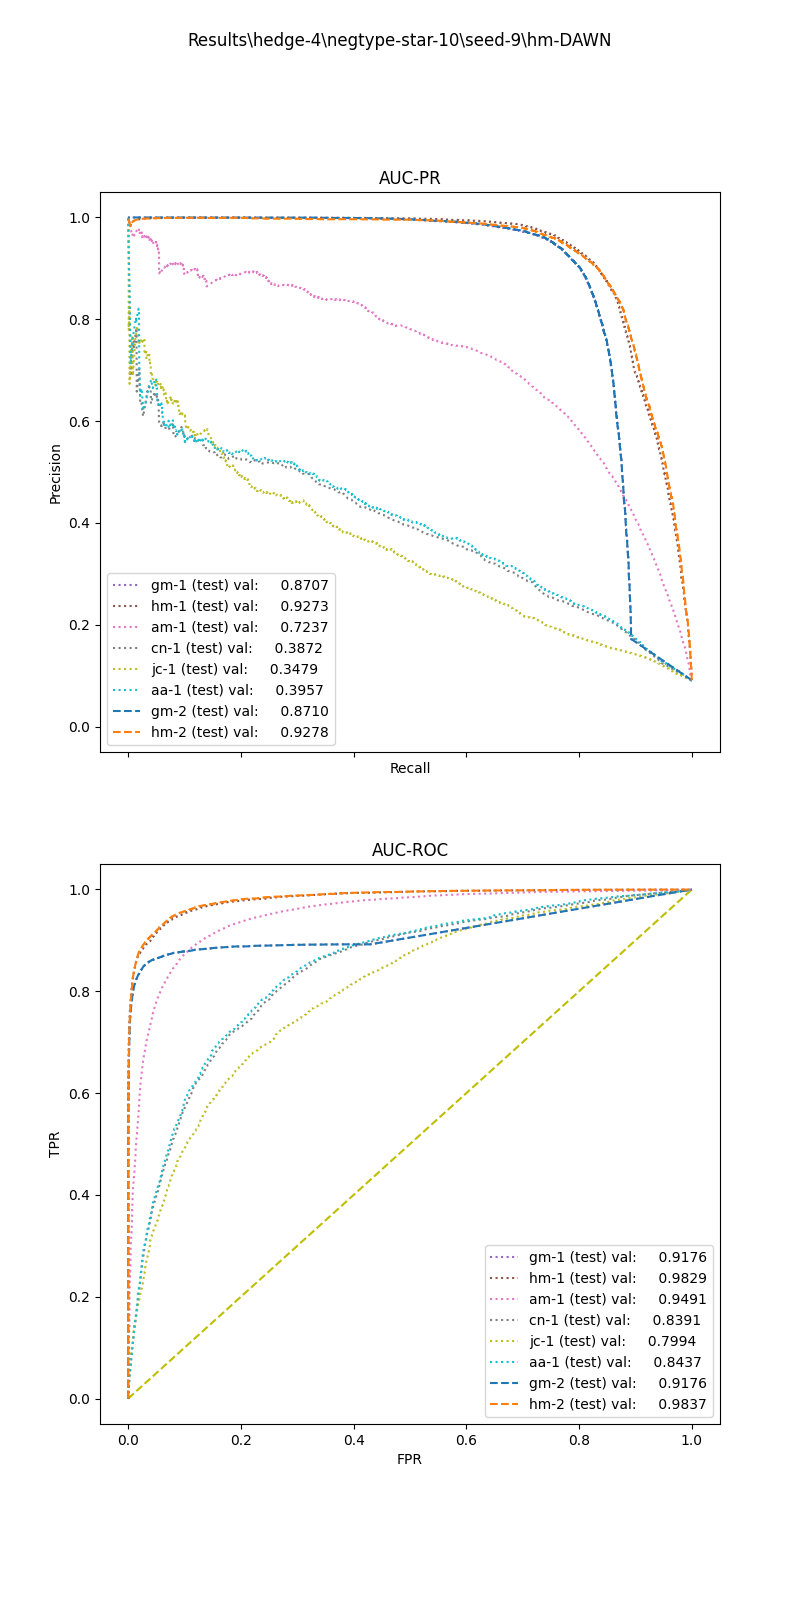 Results\hedge-4\negtype-star-10\seed-9\hm-DAWN
AUC-PR
1.0
0.8
0.6
0.4
0.2
0.0
Precision
gm-1 (test) val: 0.8707
hm-1 (test) val: 0.9273
am-1 (test) val: 0.7237
cn-1 (test) val: 0.3872
jc-1 (test) val: 0.3479
aa-1 (test) val: 0.3957
gm-2 (test) val: 0.8710
hm-2 (test) val: 0.9278
Recall
AUC-ROC
1.0
0.8
0.6
0.4
0.2
0.0
TPR
gm-1 (test) val: 0.9176
hm-1 (test) val: 0.9829
am-1 (test) val: 0.9491
cn-1 (test) val: 0.8391
jc-1 (test) val: 0.7994
aa-1 (test) val: 0.8437
gm-2 (test) val: 0.9176
hm-2 (test) val: 0.9837
0.0 0.2 0.4 0.6 0.8 1.0
FPR